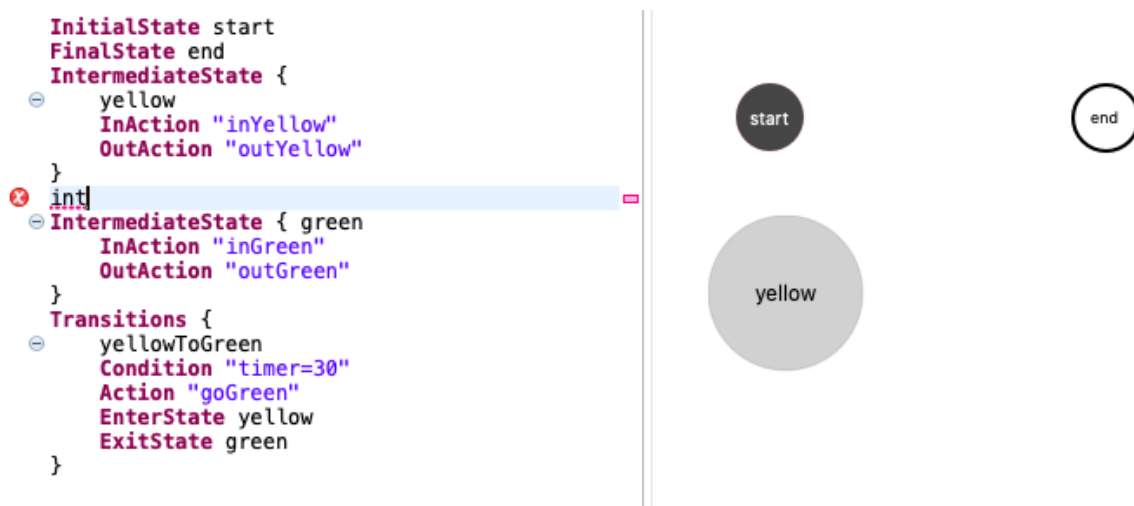 InitialState start
FinalState end
IntermediateState {
yellow
InAction "inYellow"
OutAction "outYellow"
}
int
IntermediateState { green
InAction "inGreen"
OutAction "outGreen"
}
Transitions {
yellowToGreen
Condition "timer=30"
Action "goGreen"
EnterState yellow
ExitState green
}
start
end
yellow